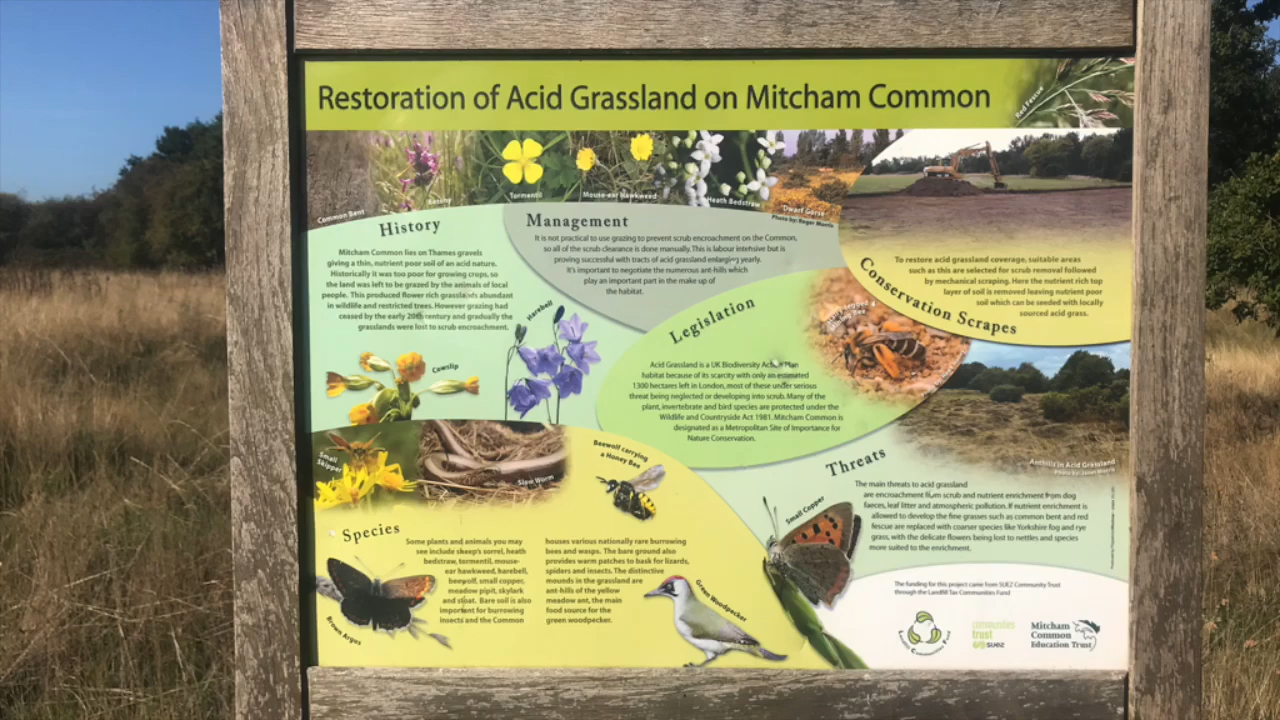 Restoration of Acid Grassland on Mitcham Common
Red Fescue
Common Bent
Betony
Tormentil
Mouse-ear Hawkweed
Heath Bedstraw
Dwarf Gorse
Photo by: Roger Morris
History
Mitcham Common lies on Thames gravels
giving a thin, nutrient poor soil of an acid nature.
Historically it was too poor for growing crops, so
the land was left to be grazed by the animals of local
people. This produced flower rich grasslands abundant
in wildlife and restricted trees. However grazing had
ceased by the early 20th century and gradually the
grasslands were lost to scrub encroachment.
Management
It is not practical to use grazing to prevent scrub encroachment on the Common,
so all of the scrub clearance is done manually. This is labour intensive but is
proving successful with tracts of acid grassland enlarging yearly.
It's important to negotiate the numerous ant-hills which
play an important part in the make up of
the habitat.
Conservation Scrapes
To restore acid grassland coverage, suitable areas
such as this are selected for scrub removal followed
by mechanical scraping. Here the nutrient rich top
layer of soil is removed leaving nutrient poor
soil which can be seeded with locally
sourced acid grass.
Legislation
Acid Grassland is a UK Biodiversity Action Plan
habitat because of its scarcity with only an estimated
1300 hectares left in London, most of these under serious
threat being neglected or developing into scrub. Many of the
plant, invertebrate and bird species are protected under the
Wildlife and Countryside Act 1981. Mitcham Common is
designated as a Metropolitan Site of Importance for
Nature Conservation.
Harebell
Cowslip
Small
Skipper
Slow Worm
Beewolf carrying
a Honey Bee
Anthills in Acid Grassland
Threats
The main threats to acid grassland
are encroachment from scrub and nutrient enrichment from dog
faeces, leaf litter and atmospheric pollution. If nutrient enrichment is
allowed to develop the fine grasses such as common bent and red
fescue are replaced with coarser species like Yorkshire fog and rye
grass, with the delicate flowers being lost to nettles and species
more suited to the enrichment.
Small Copper
Species
Some plants and animals you may
see include sheep's sorrel, heath
bedstraw, tormentil, mouse-
ear hawkweed, harebell,
beewolf, small copper,
meadow pipit, skylark
and stoat. Bare soil is also
important for burrowing
insects and the Common
houses various nationally rare burrowing
bees and wasps. The bare ground also
provides warm patches to bask for lizards,
spiders and insects. The distinctive
mounds in the grassland are
ant-hills of the yellow
meadow ant, the main
food source for the
green woodpecker.
Brown Argus
Green Woodpecker
The funding for this project came from SUEZ Community Trust
through the Landfill Tax Communities Fund
communities
trust
suez
Mitcham
Common
Education Trust